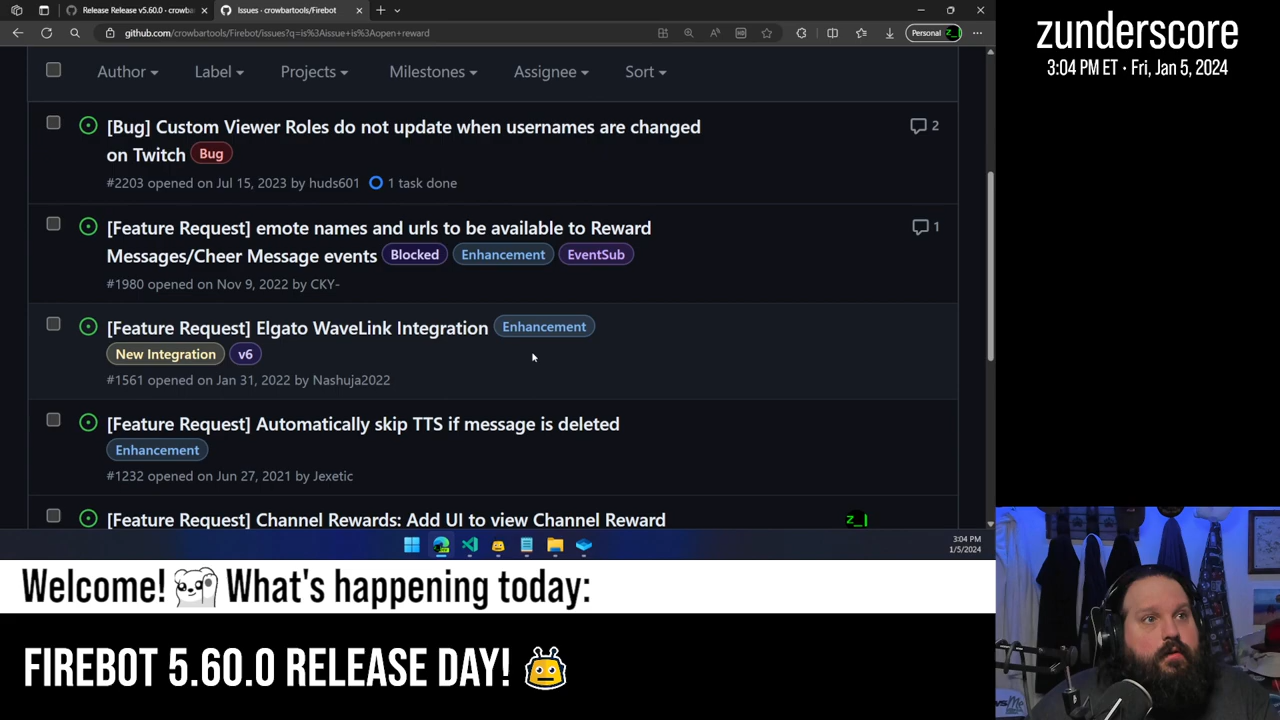 Release Release v5.60.0 · crowba
Issues · crowbartools/Firebot
github.com/crowbartools/Firebot/issues?q=is%3Aissue+is%3Aopen+reward
Personal
Author
Label
Projects
Milestones
Assignee
Sort
[Bug] Custom Viewer Roles do not update when usernames are changed
on Twitch Bug
2
#2203 opened on Jul 15, 2023 by huds601 1 task done
[Feature Request] emote names and urls to be available to Reward
Messages/Cheer Message events Blocked Enhancement EventSub
1
#1980 opened on Nov 9, 2022 by CKY-
[Feature Request] Elgato WaveLink Integration Enhancement
New Integration v6
#1561 opened on Jan 31, 2022 by Nashuja2022
[Feature Request] Automatically skip TTS if message is deleted
Enhancement
#1232 opened on Jun 27, 2021 by Jexetic
[Feature Request] Channel Rewards: Add UI to view Channel Reward
z_|
3:04 PM
1/5/2024
zunderscore
3:04 PM ET · Fri, Jan 5, 2024
Welcome! What's happening today:
FIREBOT 5.60.0 RELEASE DAY!